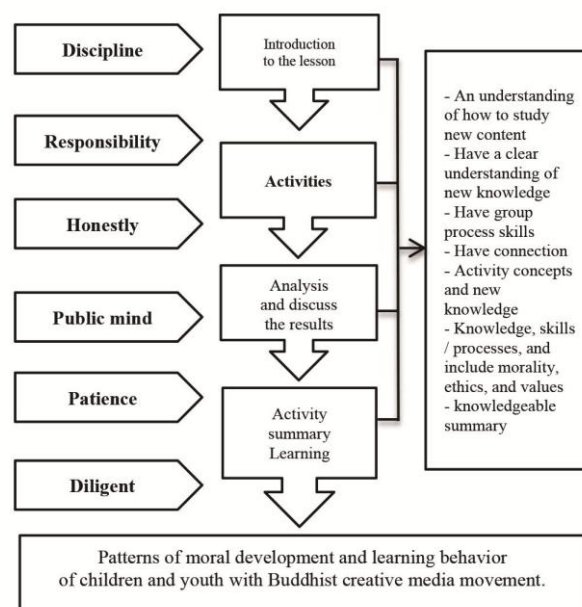 Discipline
Responsibility
Honestly
Public mind
Patience
Diligent
Introduction
to the lesson
Activities
Analysis
and discuss
the results
Activity
summary
Learning
- An understanding
of how to study
new content
- Have a clear
understanding of
new knowledge
- Have group
process skills
- Have connection
- Activity concepts
and new
knowledge
- Knowledge, skills
/ processes, and
include morality,
ethics, and values
- knowledgeable
summary
Patterns of moral development and learning behavior
of children and youth with Buddhist creative media movement.